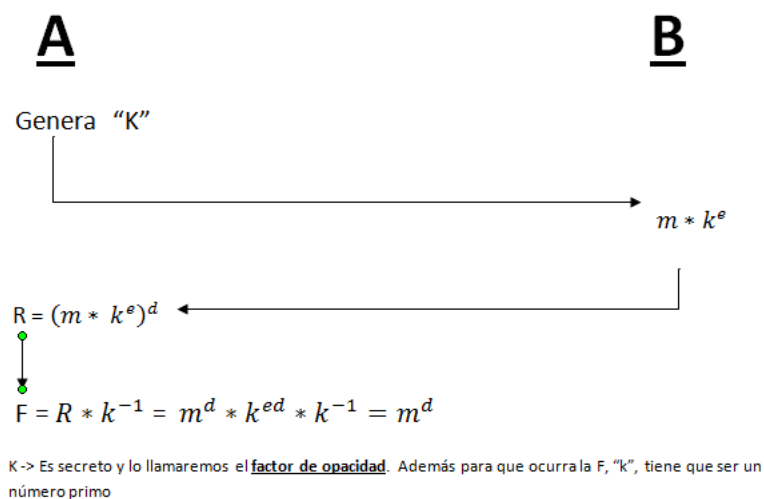 A
B
Genera “K”
m * k^e
R = (m * k^e)^d
F = R * k^{-1} = m^d * k^{ed} * k^{-1} = m^d
K -> Es secreto y lo llamaremos el factor de opacidad. Además para que ocurra la F, “k”, tiene que ser un
número primo